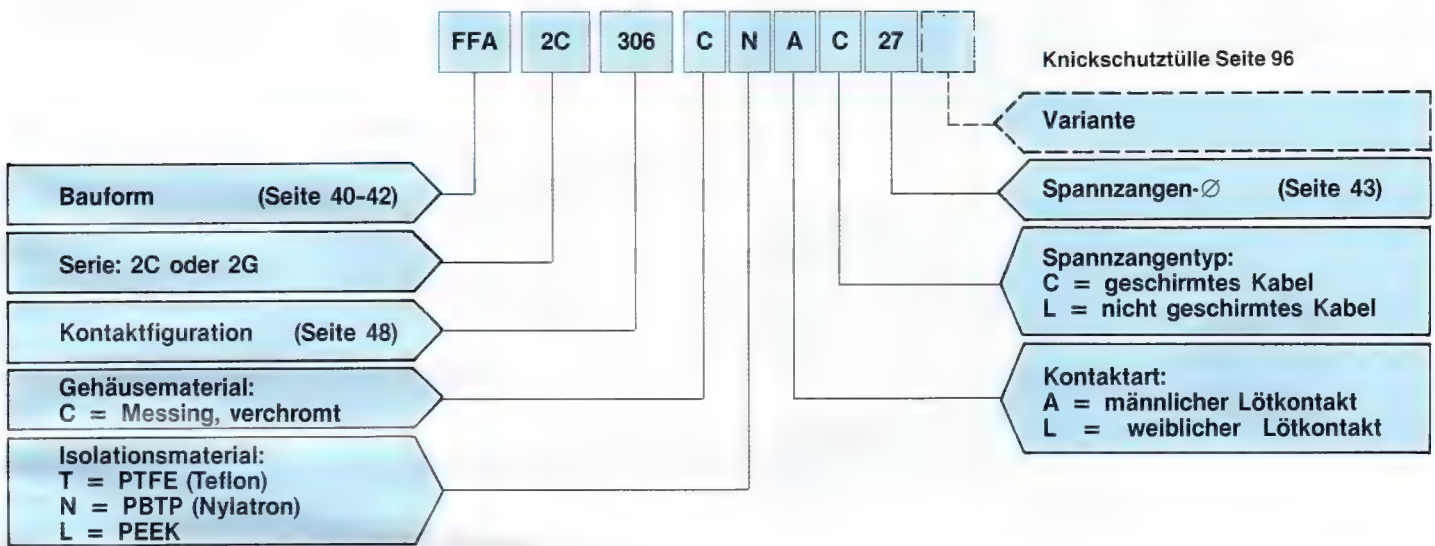 FFA 2C 306 C N A C 27
Knickschutztülle Seite 96
Variante
Bauform (Seite 40-42)
Spannzangen-∅ (Seite 43)
Serie: 2C oder 2G
Spannzangentyp:
C = geschirmtes Kabel
L = nicht geschirmtes Kabel
Kontaktfiguration (Seite 48)
Gehäusematerial:
C = Messing, verchromt
Kontaktart:
A = männlicher Lötkontakt
L = weiblicher Lötkontakt
Isolationsmaterial:
T = PTFE (Teflon)
N = PBTP (Nylatron)
L = PEEK